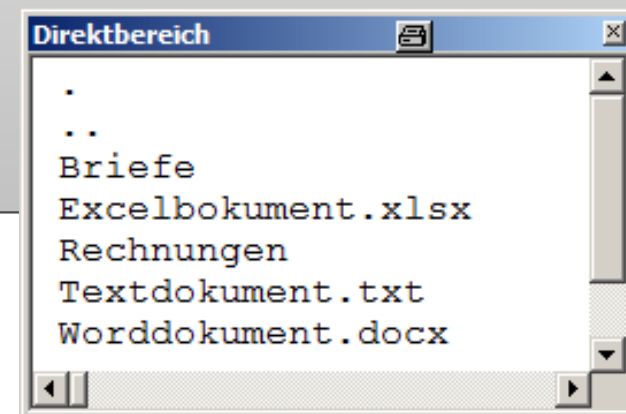 Direktbereich
.
..
Briefe
Excelbokument.xlsx
Rechnungen
Textdokument.txt
Worddokument.docx